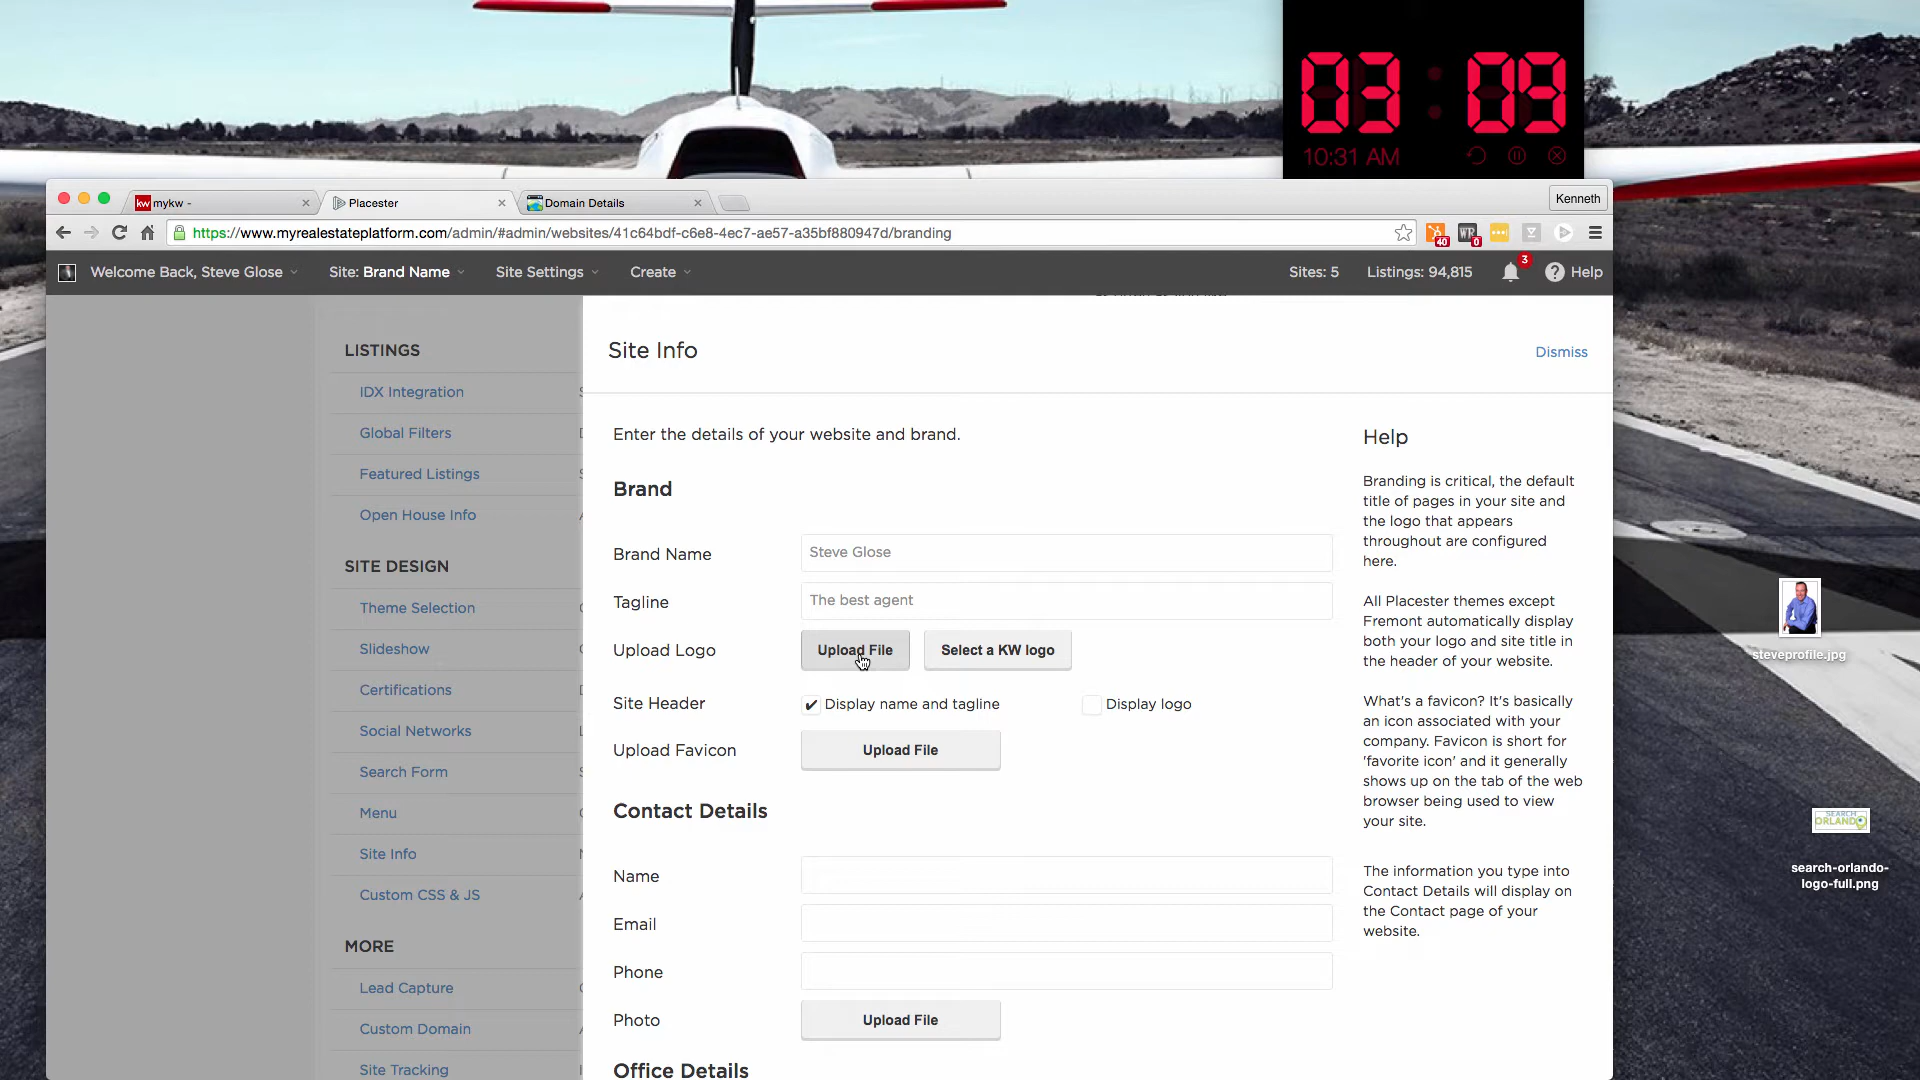 03:09
10:31 AM
kw mykw -
Placester
Domain Details
Kenneth
https://www.myrealestateplatform.com/admin/#admin/websites/41c64bdf-c6e8-4ec7-ae57-a35bf880947d/branding
40
WR
0
Welcome Back, Steve Glose
Site: Brand Name
Site Settings
Create
Sites: 5
Listings: 94,815
3
? Help
LISTINGS
IDX Integration
Global Filters
Featured Listings
Open House Info
SITE DESIGN
Theme Selection
Slideshow
Certifications
Social Networks
Search Form
Menu
Site Info
Custom CSS & JS
MORE
Lead Capture
Custom Domain
Site Tracking
Site Info
Dismiss
Enter the details of your website and brand.
Brand
Brand Name
Steve Glose
Tagline
The best agent
Upload Logo
Upload File
Select a KW logo
Site Header
Display name and tagline
Display logo
Upload Favicon
Upload File
Contact Details
Name
Email
Phone
Photo
Upload File
Office Details
Help
Branding is critical, the default
title of pages in your site and
the logo that appears
throughout are configured
here.
All Placester themes except
Fremont automatically display
both your logo and site title in
the header of your website.
What's a favicon? It's basically
an icon associated with your
company. Favicon is short for
'favorite icon' and it generally
shows up on the tab of the web
browser being used to view
your site.
The information you type into
Contact Details will display on
the Contact page of your
website.
steveprofile.jpg
SEARCH
ORLANDO
search-orlando-
logo-full.png